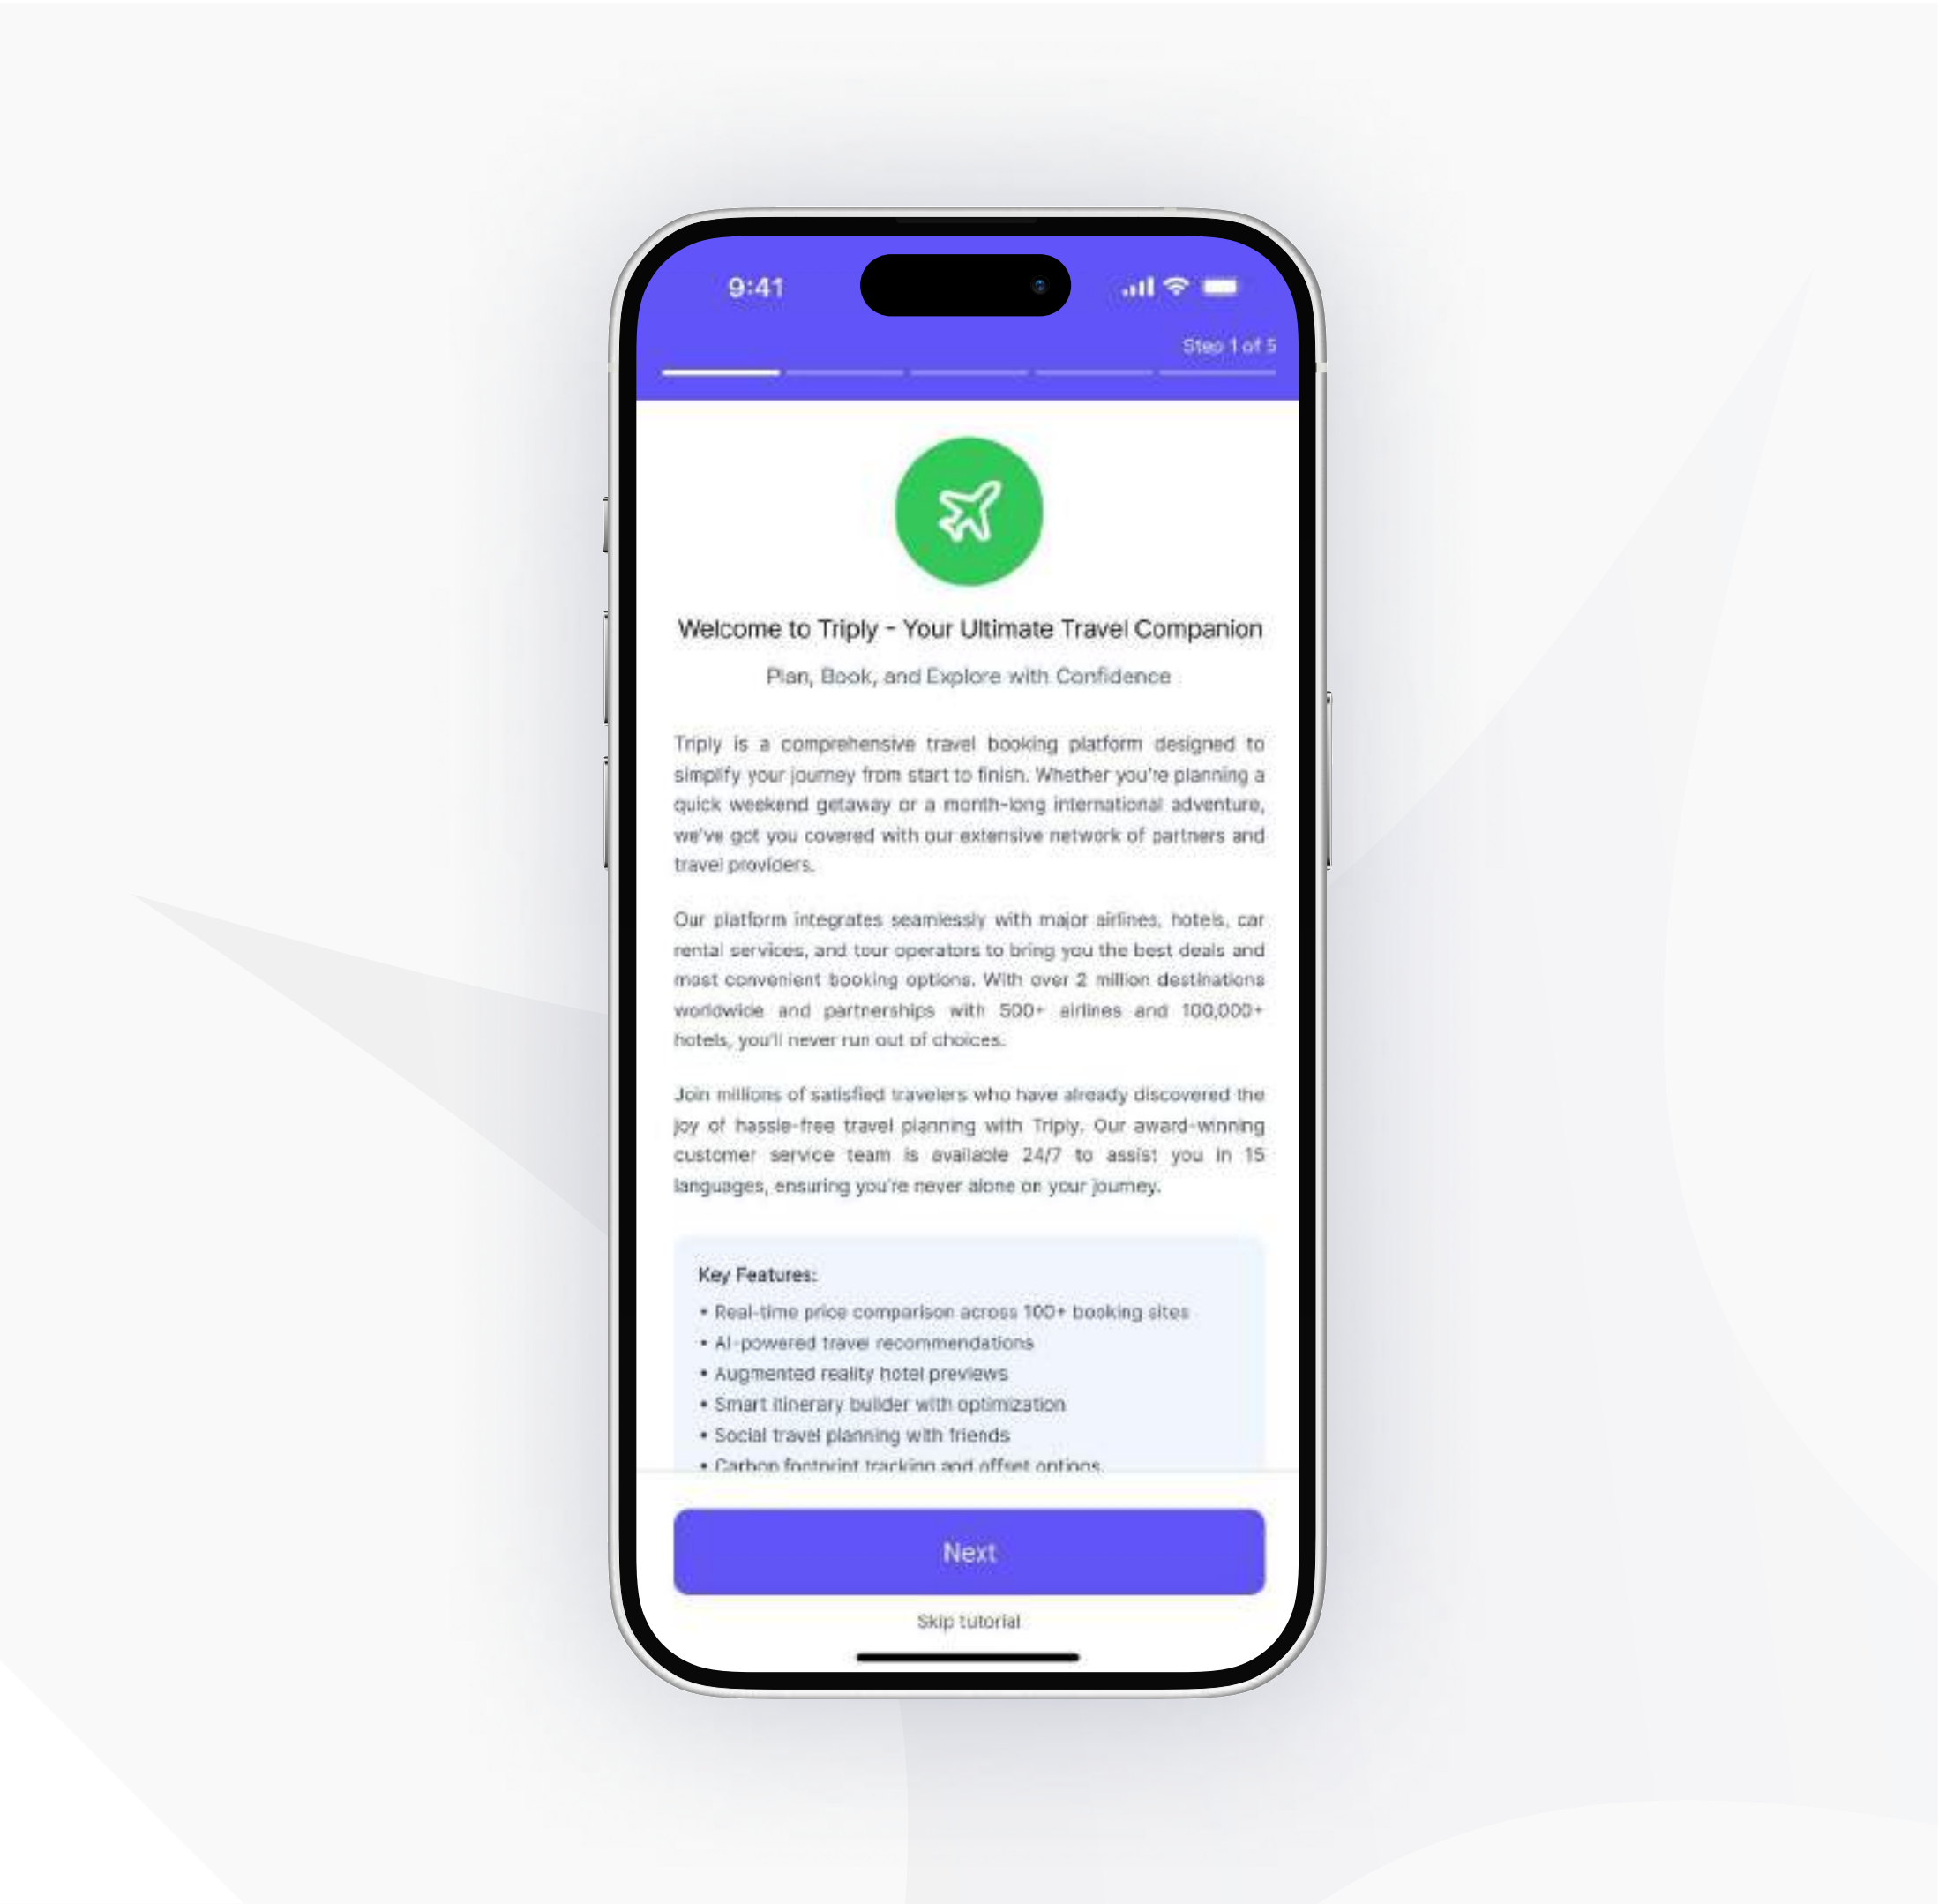 9:41
Step 1 of 5
Welcome to Triply - Your Ultimate Travel Companion
Plan, Book, and Explore with Confidence
Triply is a comprehensive travel booking platform designed to
simplify your journey from start to finish. Whether you're planning a
quick weekend getaway or a month-long international adventure,
we've got you covered with our extensive network of partners and
travel providers.
Our platform integrates seamlessly with major airlines, hotels, car
rental services, and tour operators to bring you the best deals and
most convenient booking options. With over 2 million destinations
worldwide and partnerships with 500+ airlines and 100,000+
hotels, you'll never run out of choices.
Join millions of satisfied travelers who have already discovered the
joy of hassle-free travel planning with Triply. Our award-winning
customer service team is available 24/7 to assist you in 15
languages, ensuring you're never alone on your journey.
Key Features:
• Real-time price comparison across 100+ booking sites
• AI-powered travel recommendations
• Augmented reality hotel previews
• Smart itinerary builder with optimization
• Social travel planning with friends
• Carbon footprint tracking and offset options
Next
Skip tutorial